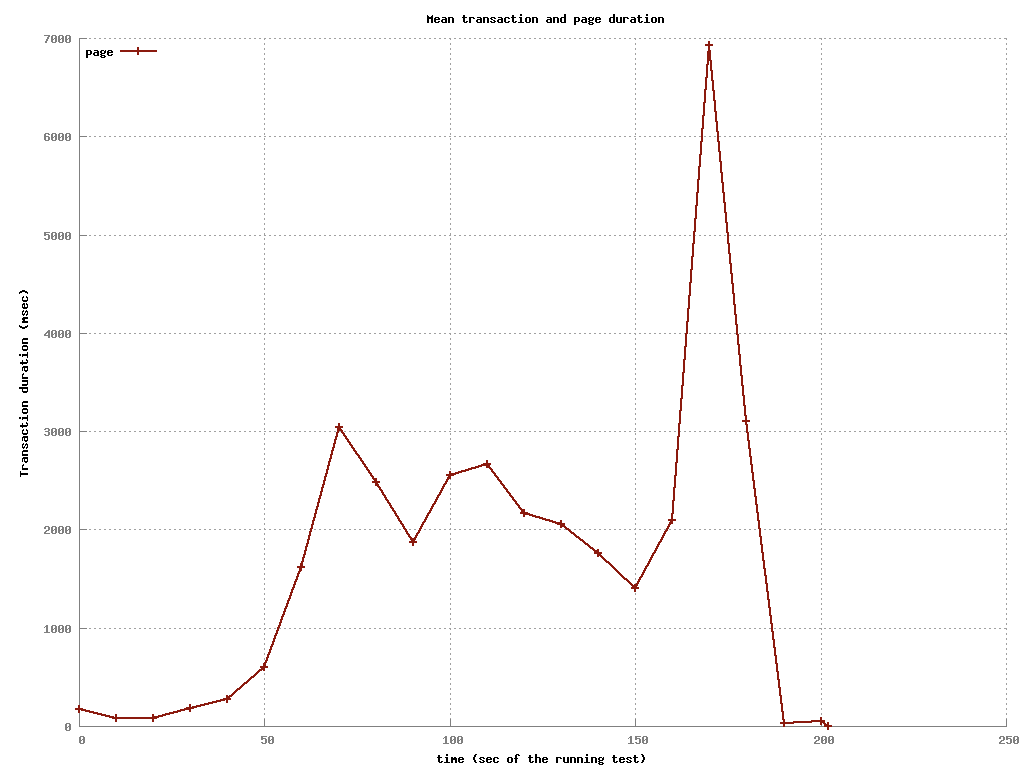 Mean transaction and page duration
7000
page
6000
5000
4000
3000
2000
1000
0
Transaction duration (msec)
0 50 100 150 200 250
time (sec of the running test)